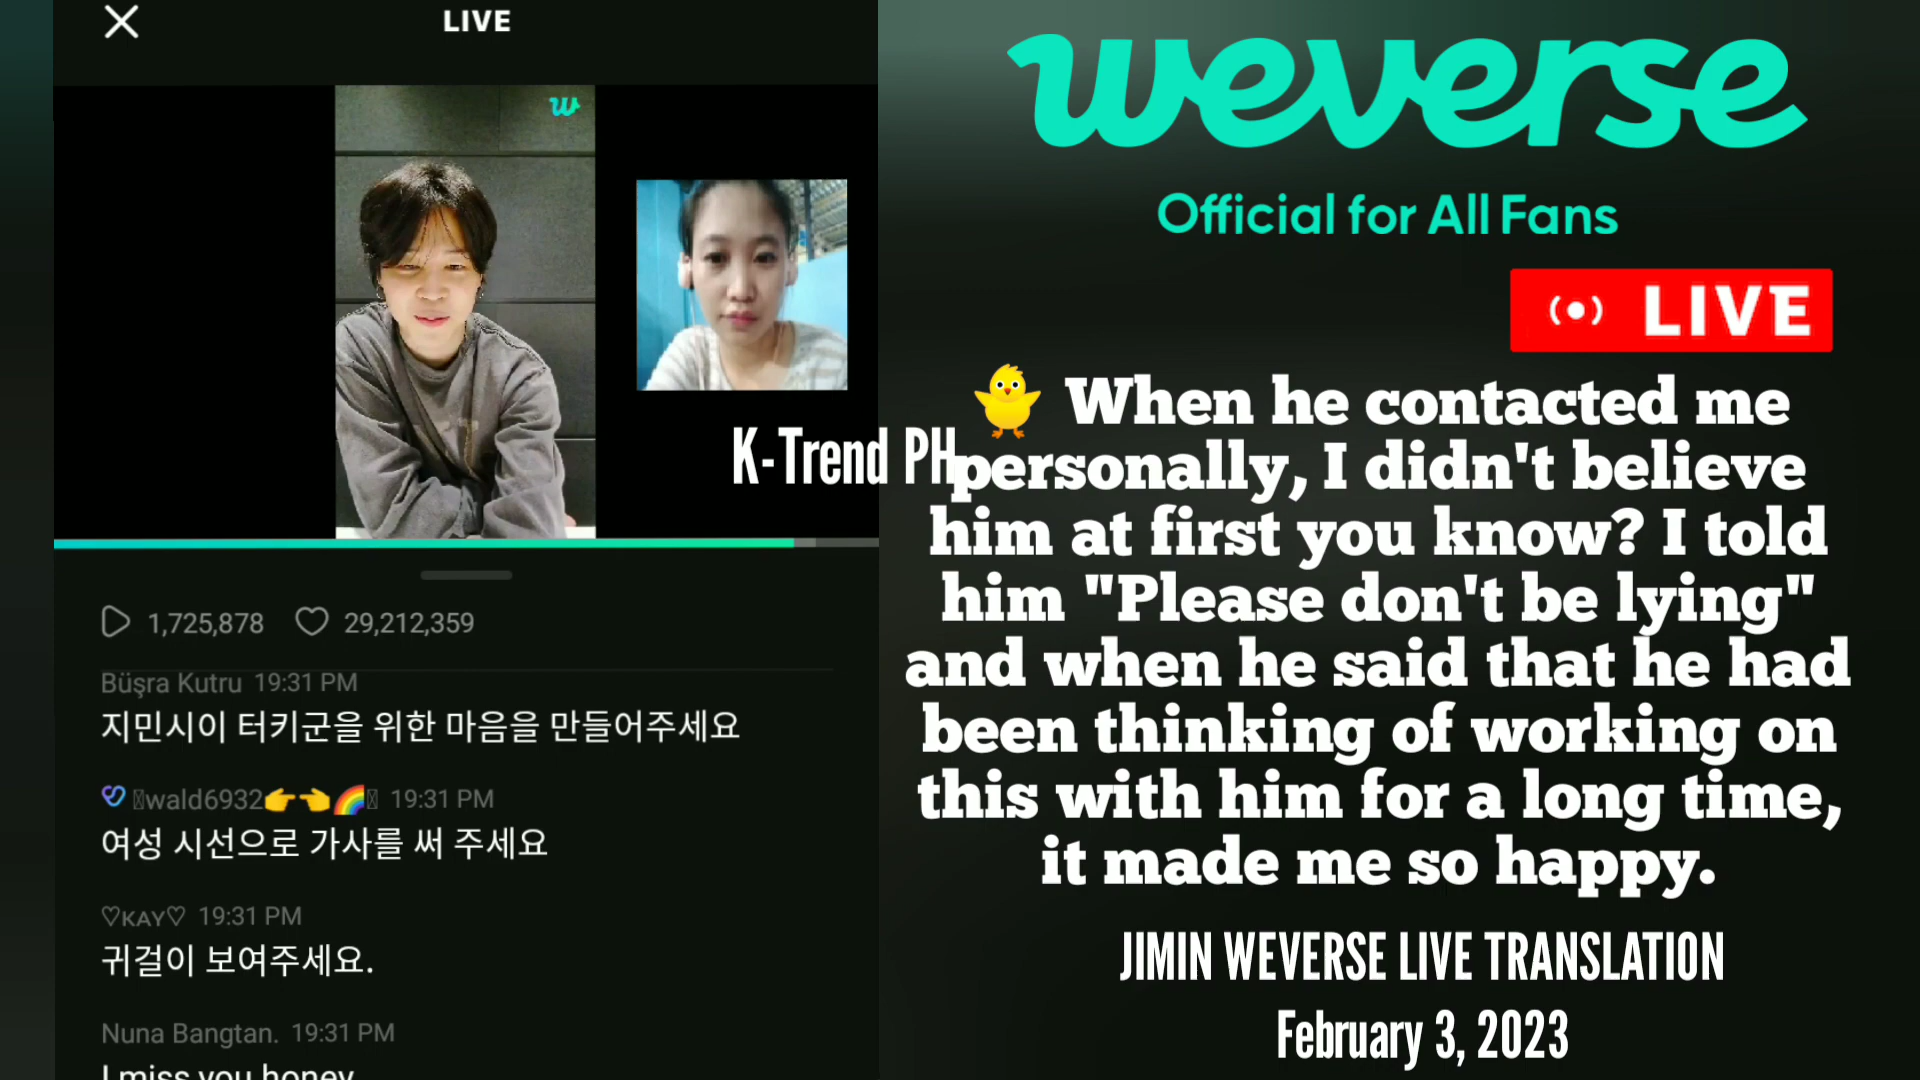 LIVE
w
1,725,878 29,212,359
Büşra Kutru 19:31 PM
지민시이 터키군을 위한 마음을 만들어주세요
wald6932👉👈🌈 19:31 PM
여성 시선으로 가사를 써 주세요
♡KAY♡ 19:31 PM
귀걸이 보여주세요.
Nuna Bangtan. 19:31 PM
I miss you honey
K-Trend PH
weverse
Official for All Fans
LIVE
🐥 When he contacted me
personally, I didn't believe
him at first you know? I told
him "Please don't be lying"
and when he said that he had
been thinking of working on
this with him for a long time,
it made me so happy.
JIMIN WEVERSE LIVE TRANSLATION
February 3, 2023